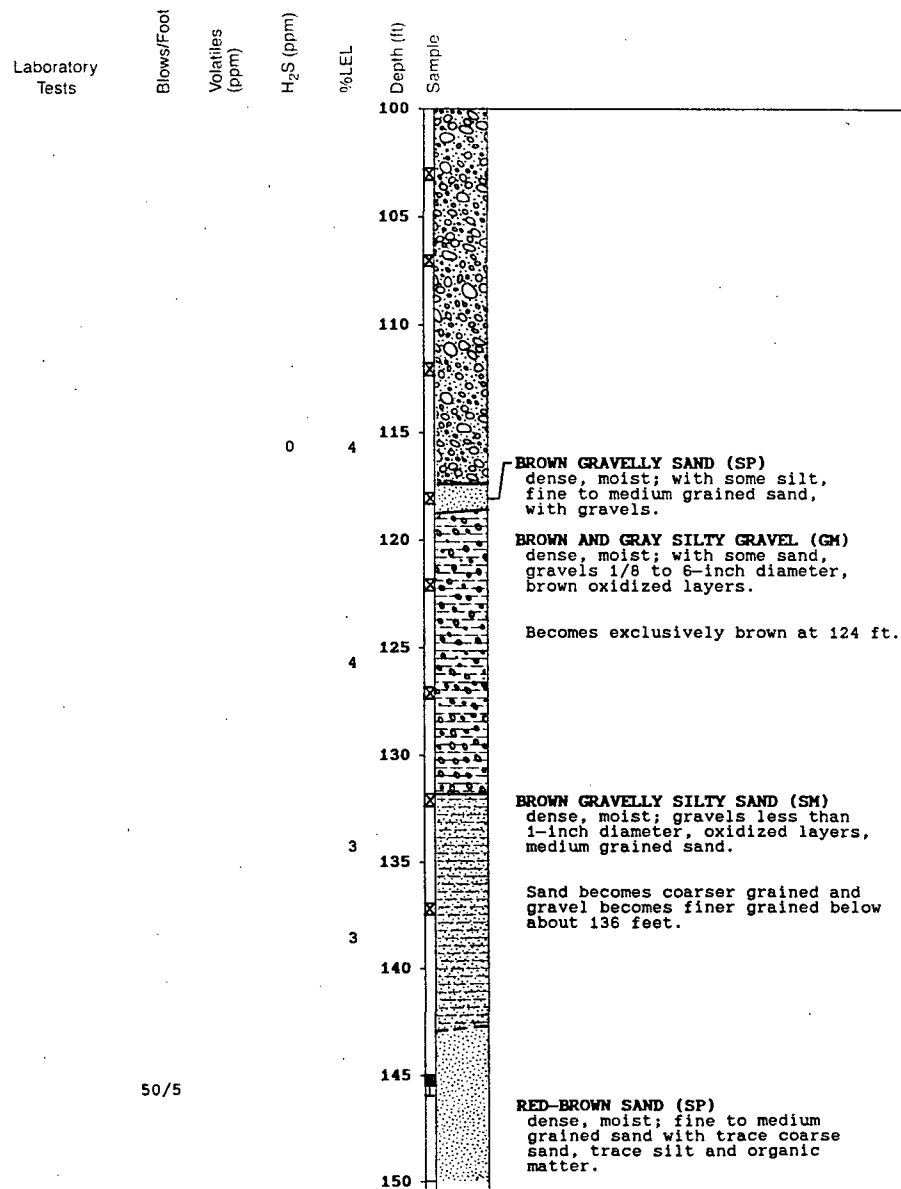 Laboratory
Tests
Blows/Foot
Volatiles
(ppm)
H₂S (ppm)
%LEL
Depth (ft)
Sample
100
105
110
115
0
4
BROWN GRAVELLY SAND (SP)
dense, moist; with some silt,
fine to medium grained sand,
with gravels.
120
BROWN AND GRAY SILTY GRAVEL (GM)
dense, moist; with some sand,
gravels 1/8 to 6-inch diameter,
brown oxidized layers.
Becomes exclusively brown at 124 ft.
125
4
130
BROWN GRAVELLY SILTY SAND (SM)
dense, moist; gravels less than
1-inch diameter, oxidized layers,
medium grained sand.
3
135
Sand becomes coarser grained and
gravel becomes finer grained below
about 136 feet.
3
140
145
50/5
RED-BROWN SAND (SP)
dense, moist; fine to medium
grained sand with trace coarse
sand, trace silt and organic
matter.
150